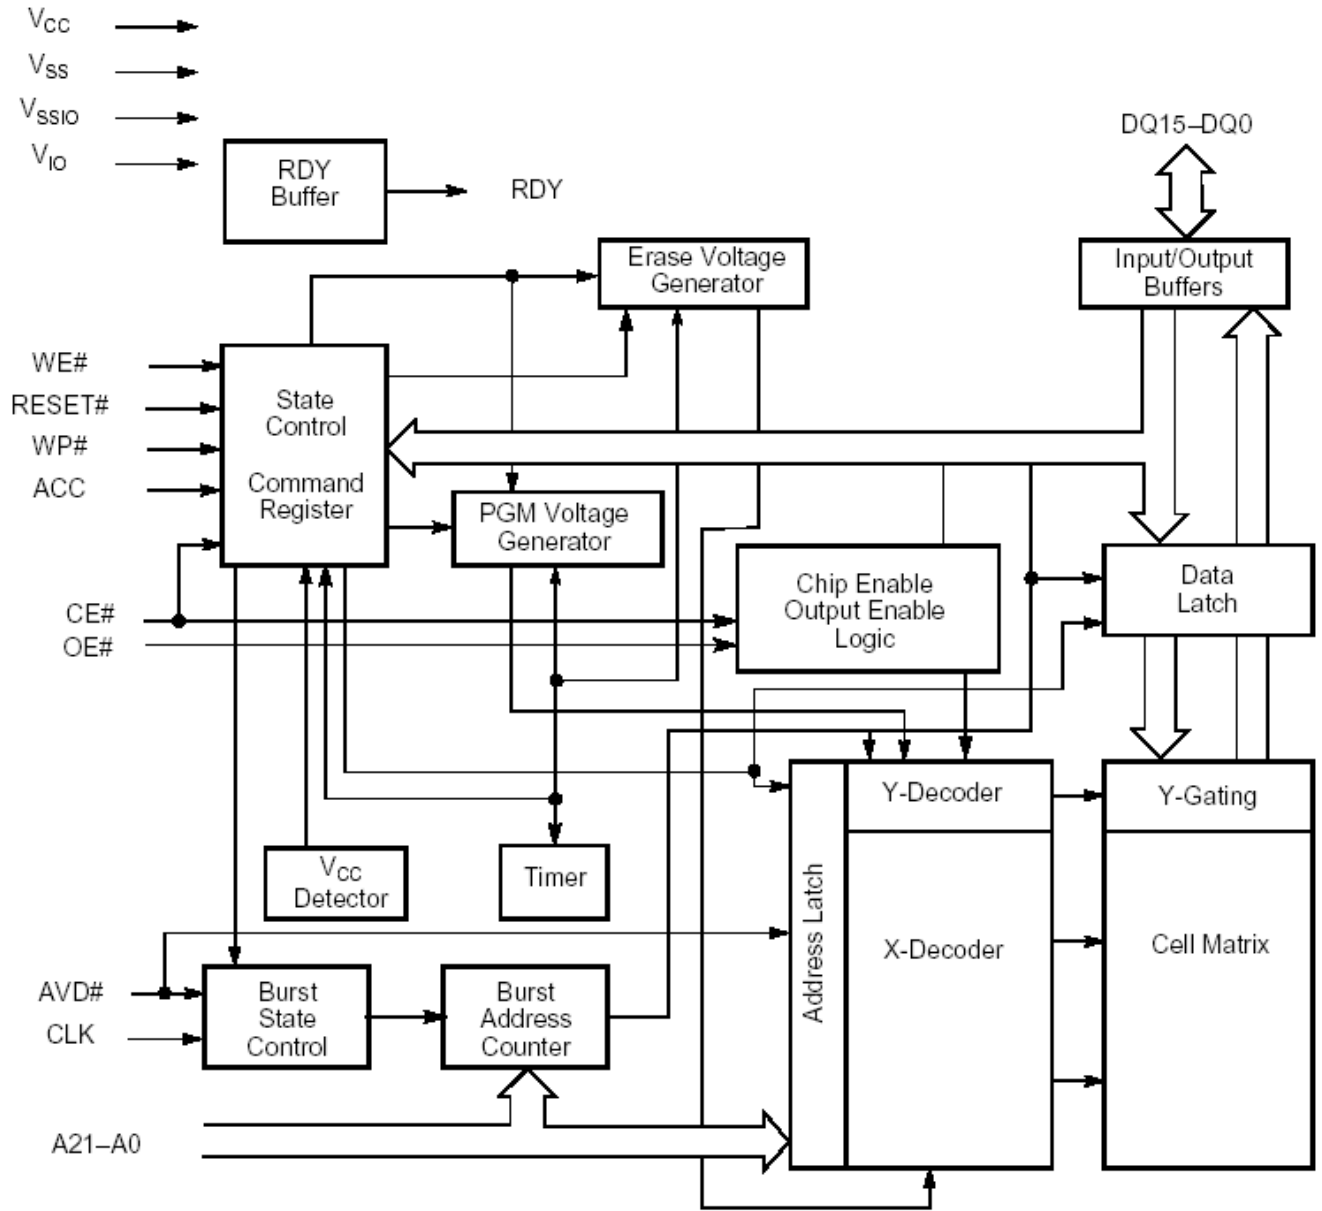 VCC
VSS
VSSIO
VIO
RDY
Buffer
RDY
DQ15–DQ0
Erase Voltage
Generator
Input/Output
Buffers
WE#
RESET#
WP#
ACC
CE#
OE#
State
Control
Command
Register
PGM Voltage
Generator
Chip Enable
Output Enable
Logic
Data
Latch
VCC
Detector
Timer
Address Latch
Y-Decoder
X-Decoder
Y-Gating
Cell Matrix
AVD#
CLK
Burst
State
Control
Burst
Address
Counter
A21–A0